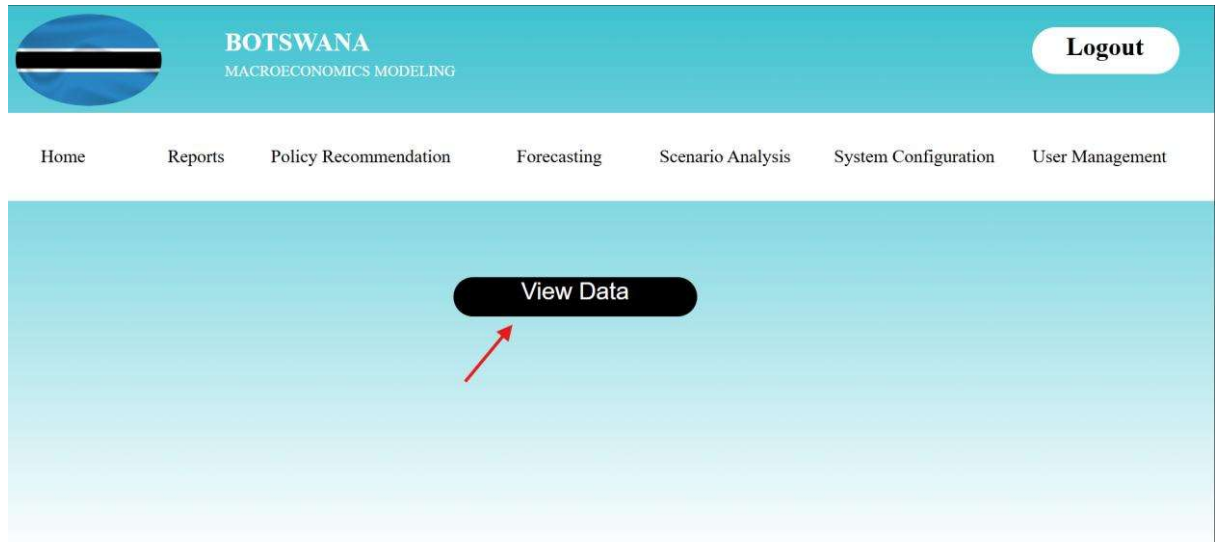 BOTSWANA
MACROECONOMICS MODELING
Logout
Home Reports Policy Recommendation Forecasting Scenario Analysis System Configuration User Management
View Data